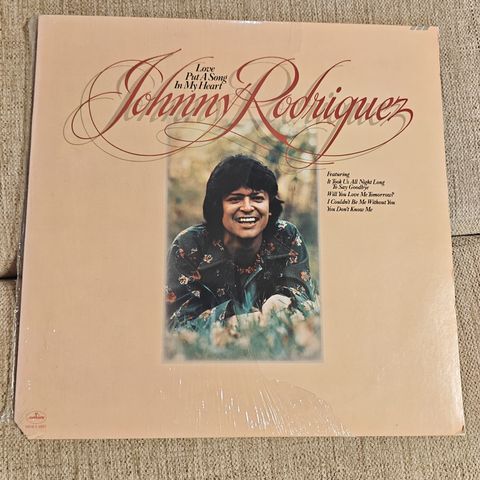 Love
Put A Song
In My Heart
Johnny Rodriguez
Featuring
It Took Us All Night Long
To Say Goodbye
Will You Love Me Tomorrow?
I Couldn't Be Me Without You
You Don't Know Me